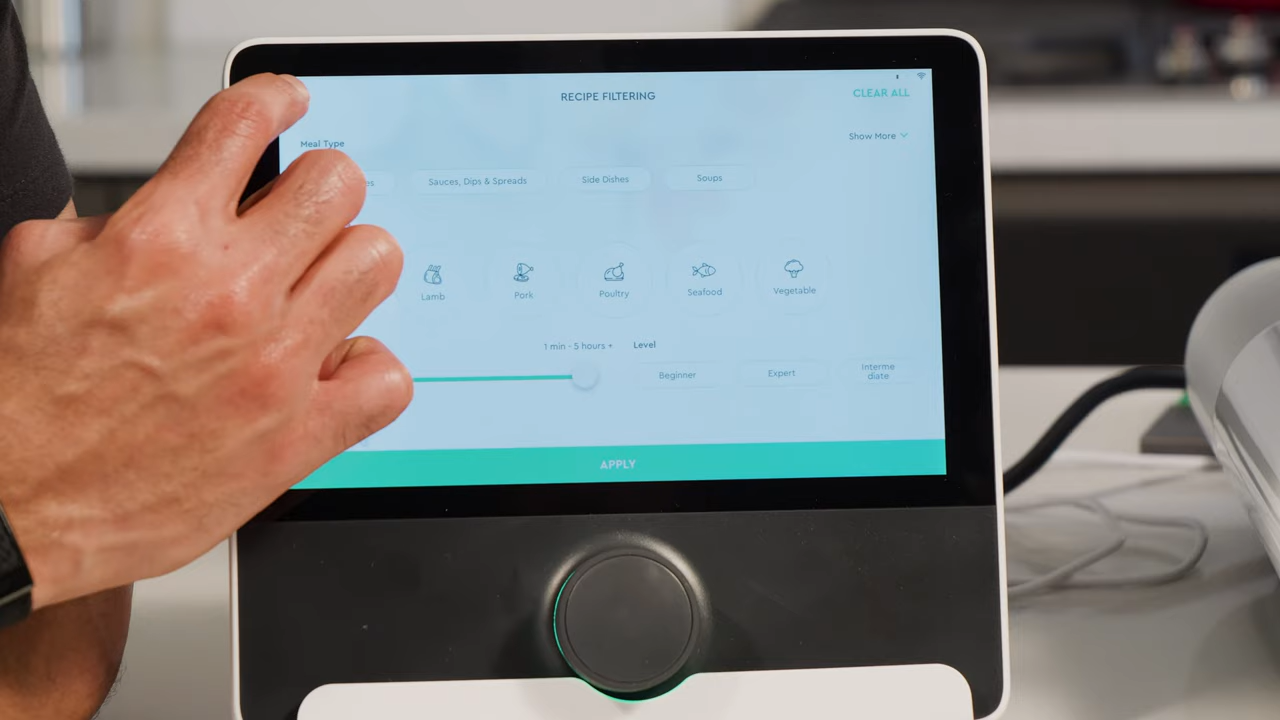 RECIPE FILTERING
CLEAR ALL
Meal Type
Show More
Sauces, Dips & Spreads
Side Dishes
Soups
Lamb
Pork
Poultry
Seafood
Vegetable
1 min - 5 hours +
Level
Beginner
Expert
Interme
diate
APPLY